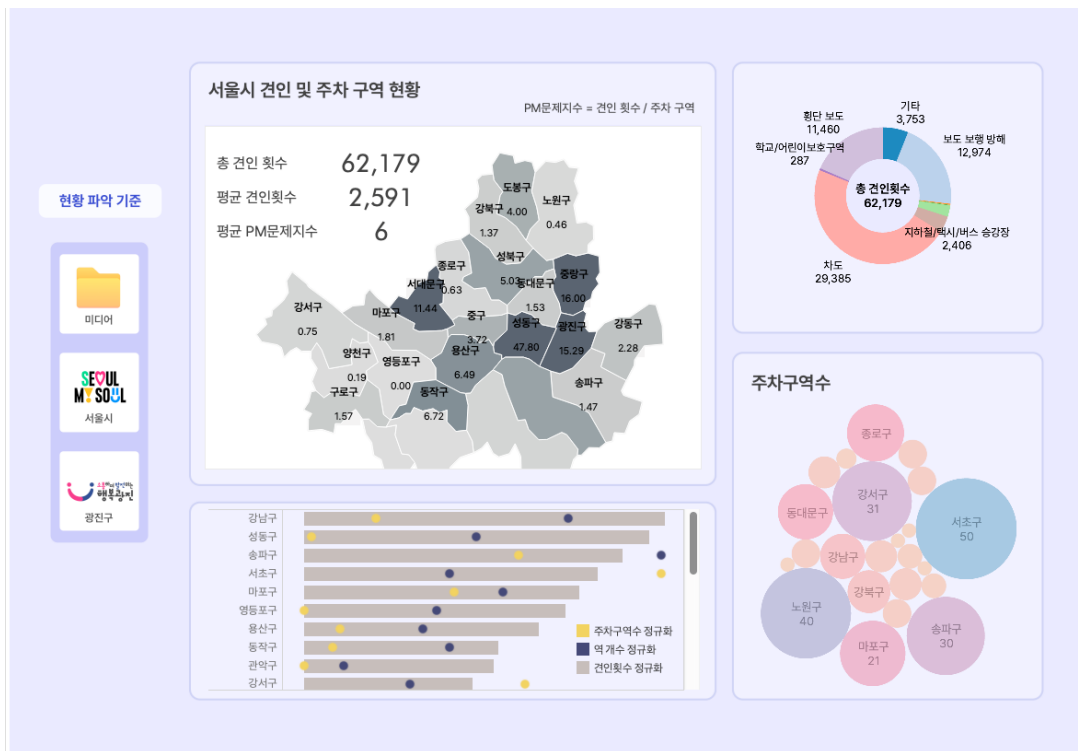 현황 파악 기준
미디어
SEOUL
MY SOUL
서울시
행복광진
광진구
서울시 견인 및 주차 구역 현황
PM문제지수 = 견인 횟수 / 주차 구역
총 견인 횟수 62,179
평균 견인횟수 2,591
평균 PM문제지수 6
도봉구
4.00
노원구
0.46
강북구
1.37
성북구
5.03
종로구
0.63
중랑구
16.00
동대문구
1.53
서대문구
11.44
강서구
0.75
마포구
1.81
중구
3.72
성동구
47.80
광진구
15.29
강동구
2.28
양천구
0.19
영등포구
0.00
용산구
6.49
구로구
1.57
동작구
6.72
송파구
1.47
강남구
성동구
송파구
서초구
마포구
영등포구
용산구
동작구
관악구
강서구
주차구역수 정규화
역 개수 정규화
견인횟수 정규화
기타
3,753
횡단 보도
11,460
보도 보행 방해
12,974
학교/어린이보호구역
287
총 견인횟수
62,179
지하철/택시/버스 승강장
2,406
차도
29,385
주차구역수
종로구
강서구
31
동대문구
서초구
50
강남구
강북구
노원구
40
송파구
30
마포구
21